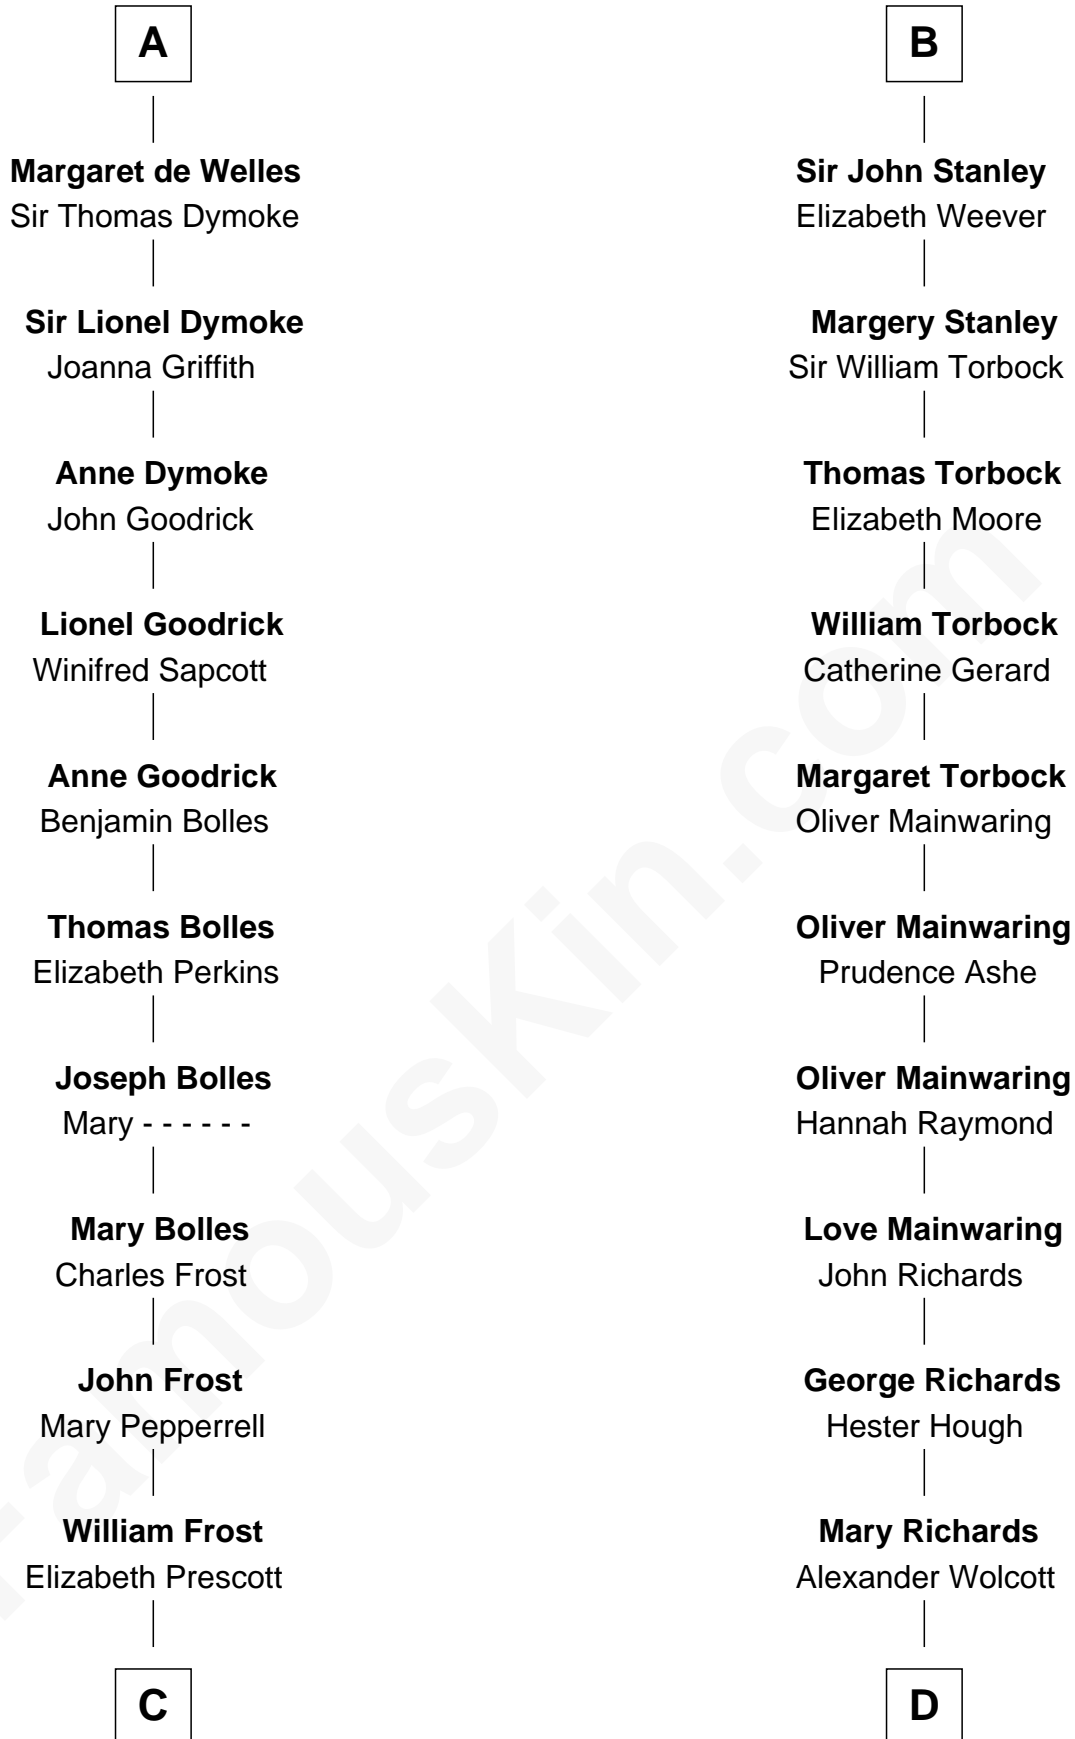 A
Margaret de Welles
Sir Thomas Dymoke
Sir Lionel Dymoke
Joanna Griffith
Anne Dymoke
John Goodrick
Lionel Goodrick
Winifred Sapcott
Anne Goodrick
Benjamin Bolles
Thomas Bolles
Elizabeth Perkins
Joseph Bolles
Mary - - - - - -
Mary Bolles
Charles Frost
John Frost
Mary Pepperrell
William Frost
Elizabeth Prescott
C
B
Sir John Stanley
Elizabeth Weever
Margery Stanley
Sir William Torbock
Thomas Torbock
Elizabeth Moore
William Torbock
Catherine Gerard
Margaret Torbock
Oliver Mainwaring
Oliver Mainwaring
Prudence Ashe
Oliver Mainwaring
Hannah Raymond
Love Mainwaring
John Richards
George Richards
Hester Hough
Mary Richards
Alexander Wolcott
D
FamousKin.com